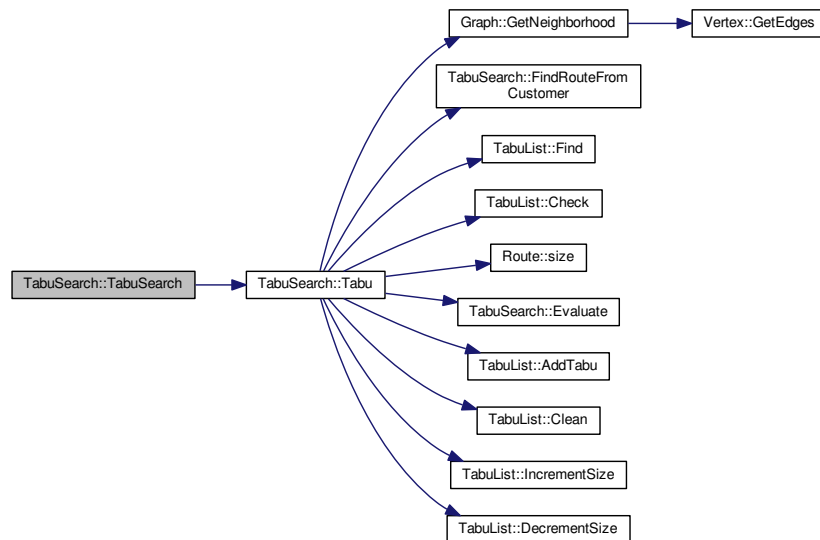 Graph::GetNeighborhood
Vertex::GetEdges
TabuSearch::FindRouteFrom
Customer
TabuList::Find
TabuList::Check
TabuSearch::TabuSearch
TabuSearch::Tabu
Route::size
TabuSearch::Evaluate
TabuList::AddTabu
TabuList::Clean
TabuList::IncrementSize
TabuList::DecrementSize